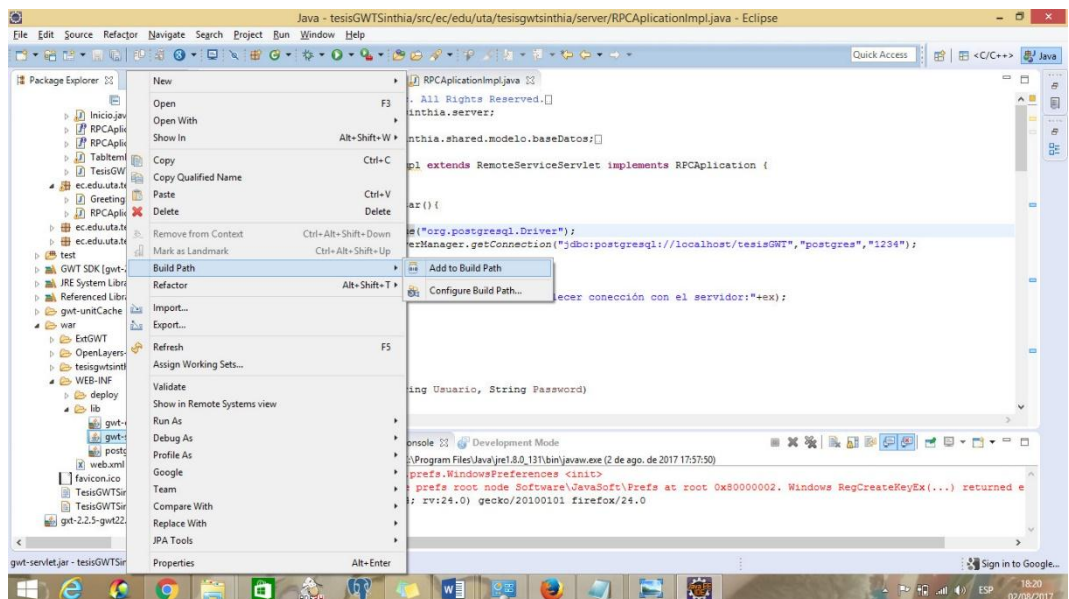 Java - tesisGWTSinthia/src/ec/edu/uta/tesisgwtsinthia/server/RPCAplicationImpl.java - Eclipse
File Edit Source Refactor Navigate Search Project Run Window Help
Quick Access
<C/C++>
Java
Package Explorer
RPCAplicationImpl.java
Inicio.jav
RPCAplic
RPCAplic
TabItemI
TesisGW
ec.edu.uta.te
Greeting
RPCAplic
ec.edu.uta.te
ec.edu.uta.te
test
GWT SDK [gwt-2
JRE System Libra
Referenced Libra
gwt-unitCache
war
ExtGWT
OpenLayers-
tesisgwtsintl
WEB-INF
deploy
lib
gwt-
gwt-s
postg
web.xml
favicon.ico
TesisGWTSir
TesisGWTSir
gxt-2.2.5-gwt22.
New
Open F3
Open With
Show In Alt+Shift+W
Copy Ctrl+C
Copy Qualified Name
Paste Ctrl+V
Delete Delete
Remove from Context Ctrl+Alt+Shift+Down
Mark as Landmark Ctrl+Alt+Shift+Up
Build Path
Refactor Alt+Shift+T
Import...
Export...
Refresh F5
Assign Working Sets...
Validate
Show in Remote Systems view
Run As
Debug As
Profile As
Google
Team
Compare With
Replace With
JPA Tools
Properties Alt+Enter
Add to Build Path
Configure Build Path...
. All Rights Reserved.
inthia.server;
nthia.shared.modelo.baseDatos;
pl extends RemoteServiceServlet implements RPCAplication {
ar(){
e("org.postgresql.Driver");
verManager.getConnection("jdbc:postgresql://localhost/tesisGWT","postgres","1234");
lecer conección con el servidor:"+ex);
ing Usuario, String Password)
onsole Development Mode
:\Program Files\Java\jre1.8.0_131\bin\javaw.exe (2 de ago. de 2017 17:57:50)
.prefs.WindowsPreferences <init>
prefs root node Software\JavaSoft\Prefs at root 0x80000002. Windows RegCreateKeyEx(...) returned e
; rv:24.0) gecko/20100101 firefox/24.0
gwt-servlet.jar - tesisGWTSir
Sign in to Google...
ESP
18:20
02/08/2017